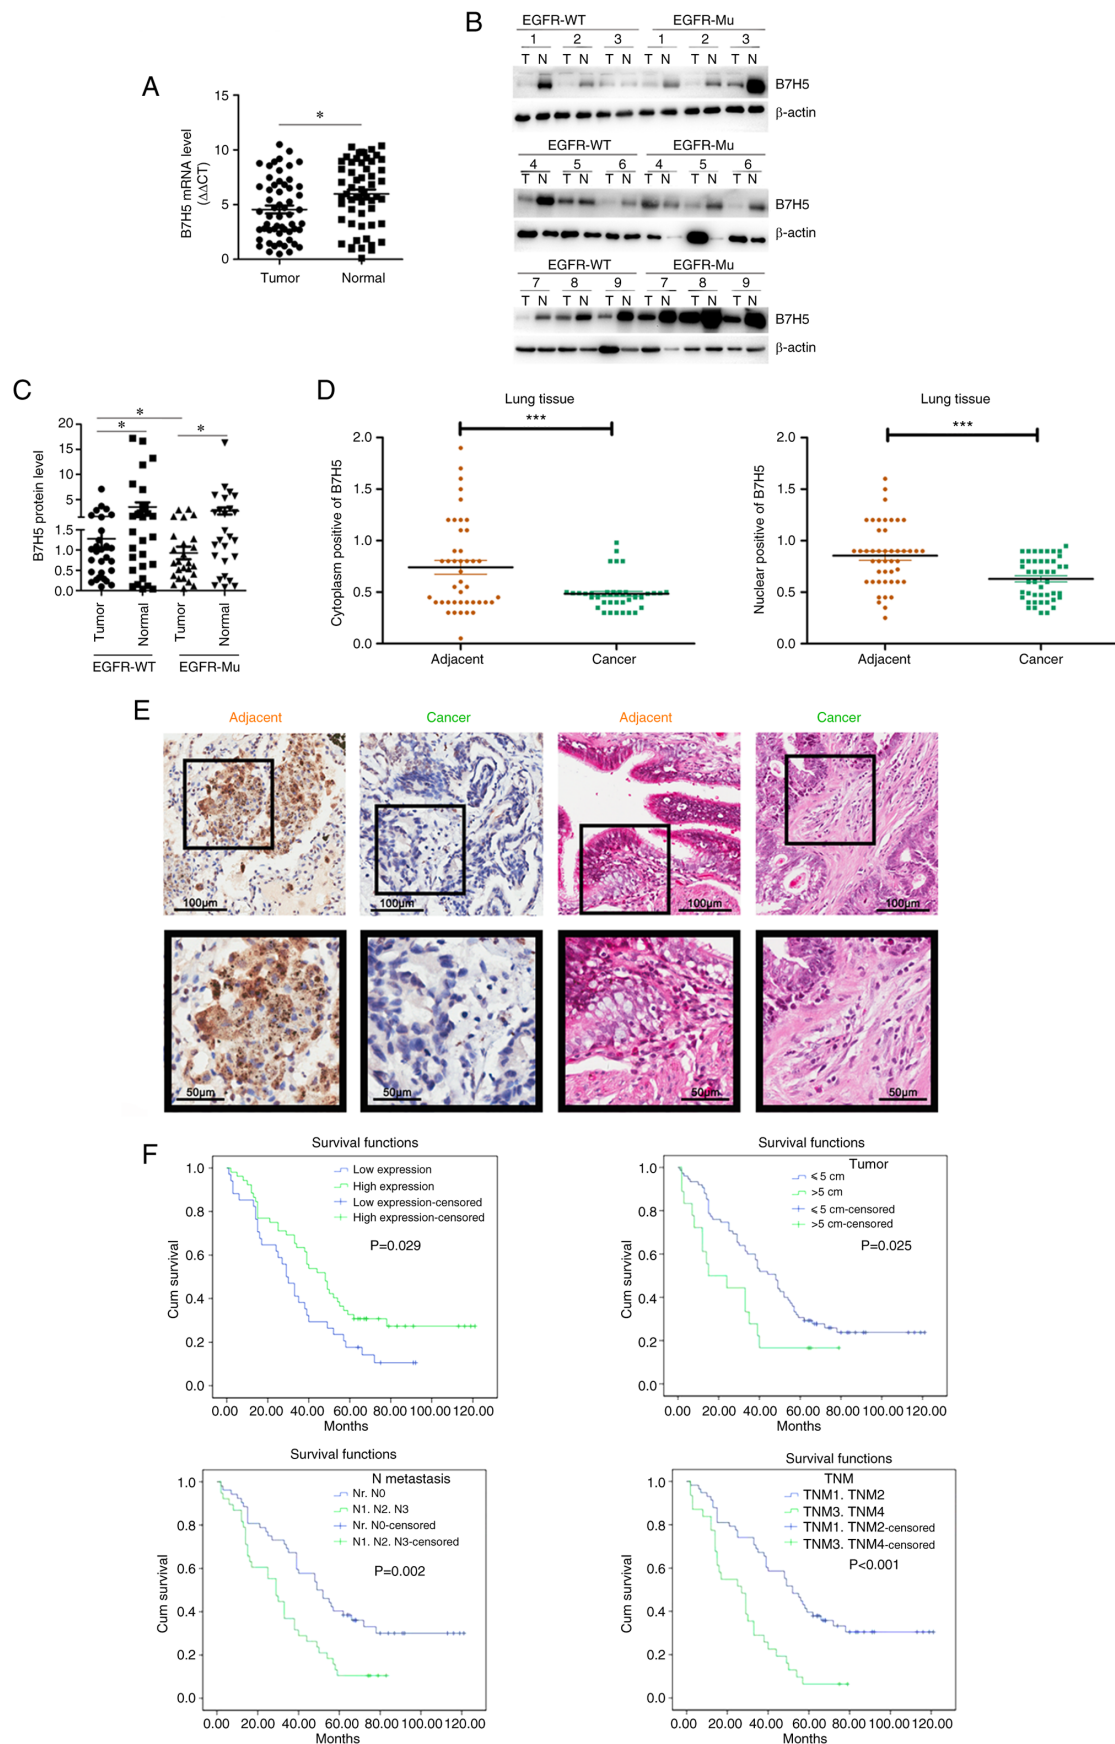 A
15
10
5
0
B7H5 mRNA level
(ΔΔCT)
*
Tumor
Normal
B
EGFR-WT
EGFR-Mu
1
2
3
1
2
3
T N
T N
T N
T N
T N
T N
B7H5
β-actin
EGFR-WT
EGFR-Mu
4
5
6
4
5
6
T N
T N
T N
T N
T N
T N
B7H5
β-actin
EGFR-WT
EGFR-Mu
7
8
9
7
8
9
T N
T N
T N
T N
T N
T N
B7H5
β-actin
C
B7H5 protein level
20
15
10
5
1.5
1.0
0.5
0.0
*
*
*
Tumor
Normal
Tumor
Normal
EGFR-WT
EGFR-Mu
D
Lung tissue
***
Cytoplasm positive of B7H5
2.0
1.5
1.0
0.5
0.0
Adjacent
Cancer
Lung tissue
***
Nuclear positive of B7H5
2.0
1.5
1.0
0.5
0.0
Adjacent
Cancer
E
Adjacent
Cancer
Adjacent
Cancer
100μm
100μm
100μm
100μm
50μm
50μm
50μm
50μm
F
Survival functions
Low expression
High expression
Low expression-censored
High expression-censored
P=0.029
Cum survival
1.0
0.8
0.6
0.4
0.2
0.0
0.00 20.00 40.00 60.00 80.00 100.00 120.00
Months
Survival functions
Tumor
⩽ 5 cm
>5 cm
⩽ 5 cm-censored
>5 cm-censored
P=0.025
Cum survival
1.0
0.8
0.6
0.4
0.2
0.0
0.00 20.00 40.00 60.00 80.00 100.00 120.00
Months
Survival functions
N metastasis
Nr. N0
N1. N2. N3
Nr. N0-censored
N1. N2. N3-censored
P=0.002
Cum survival
1.0
0.8
0.6
0.4
0.2
0.0
0.00 20.00 40.00 60.00 80.00 100.00 120.00
Months
Survival functions
TNM
TNM1. TNM2
TNM3. TNM4
TNM1. TNM2-censored
TNM3. TNM4-censored
P<0.001
Cum survival
1.0
0.8
0.6
0.4
0.2
0.0
0.00 20.00 40.00 60.00 80.00 100.00 120.00
Months